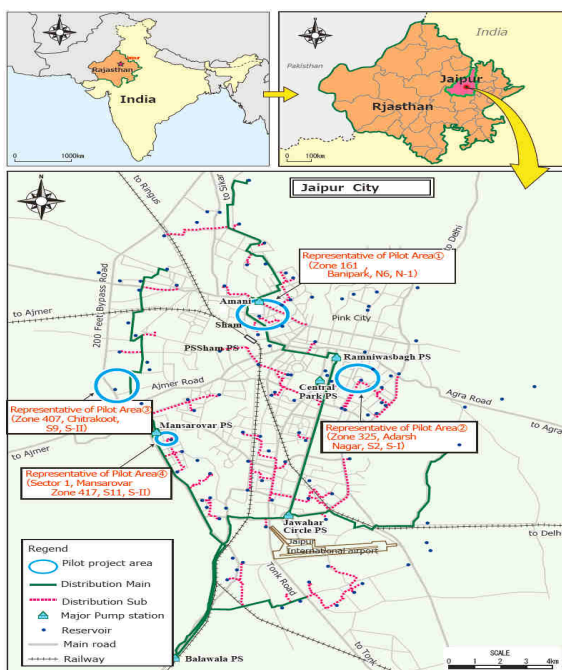 Jaipur
Rajasthan
India
0 1000km
India
Pakisthan
Jaipur
Rjasthan
0 100km
Jaipur City
to Ringus
to Sikar
to Delhi
Representative of Pilot Area①
(Zone 161 ,
Banipark, N6, N-1)
200 Feet Bypass Road
Amani
Sham
Pink City
to Ajmer
PSSham PS
Ramniwasbagh PS
Ajmer Road
Central
Park PS
Agra Road
to Agra
Representative of Pilot Area③
(Zone 407, Chitrakoot,
S9, S-II)
Mansarovar PS
Representative of Pilot Area②
(Zone 325, Adarsh
Nagar, S2, S-I)
to Ajmer
Representative of Pilot Area④
(Sector 1, Mansarovar
Zone 417, S11, S-II)
Jawahar
Circle PS
to Delhi
Jaipur
International airport
Tonk Road
to Tonk
Regend
Pilot project area
Distribution Main
Distribution Sub
Major Pump station
Reservoir
Main road
Railway
Balawala PS
SCALE
0 1 2 3 4km